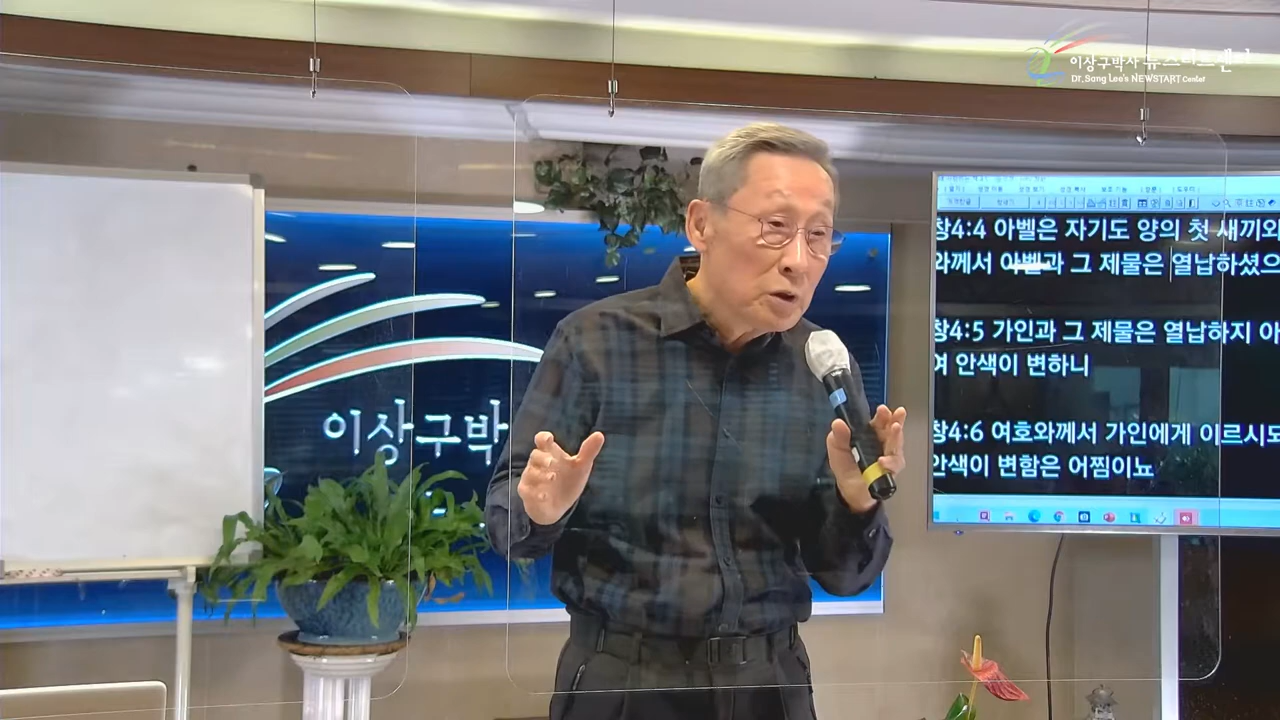 이상구박사 뉴스타트센터
Dr. Sang Lee's NEWSTART Center
이상구박
창4:4 아벨은 자기도 양의 첫 새끼와
와께서 아벨과 그 제물은 열납하셨으
창4:5 가인과 그 제물은 열납하지 아
여 안색이 변하니
창4:6 여호와께서 가인에게 이르시되
안색이 변함은 어찜이뇨